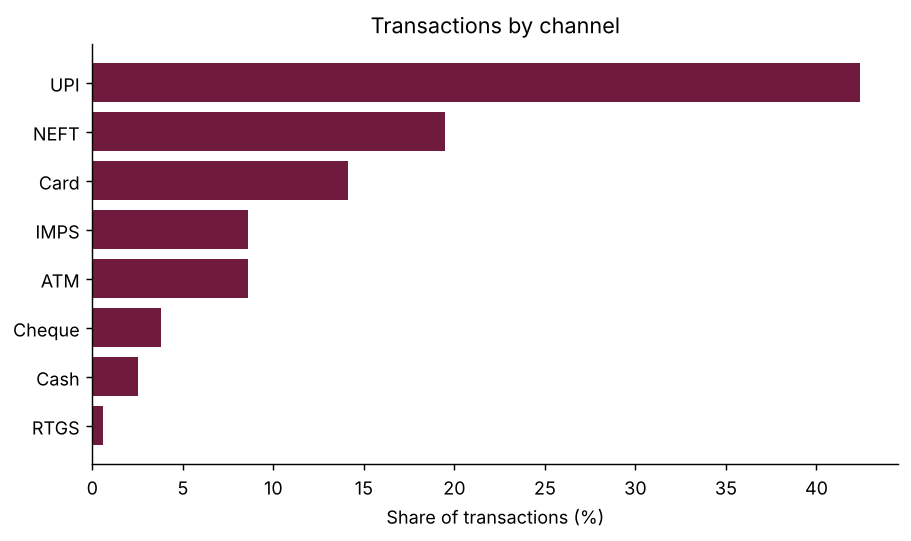 Transactions by channel
UPI
NEFT
Card
IMPS
ATM
Cheque
Cash
RTGS
0 5 10 15 20 25 30 35 40
Share of transactions (%)